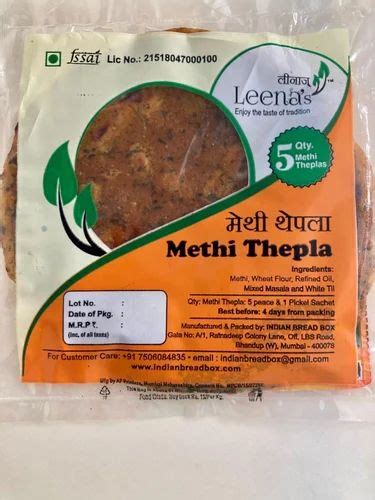 fssai Lic No.: 21518047000100
लीनाज़
Leena's
TM
Enjoy the taste of tradition
5 Qty.
Methi
Theplas
मेथी थेपला
Methi Thepla
Ingredients:
Methi, Wheat Flour, Refined Oil,
Mixed Masala and White Til
Qty: Methi Thepla: 5 peace & 1 Pickel Sachet
Best before: 4 days from packing
Lot No. :
Date of Pkg. :
M.R.P ₹. :
(inc. of all taxes)
Manufactured & Packed by: INDIAN BREAD BOX
Gala No: A/1, Ratnadeep Colony Lane, Off. LBS Road,
Bhandup (W), Mumbai - 400078
For Customer Care: +91 7506084835 • email : indianbreadbox@gmail.com
www.indianbreadbox.com